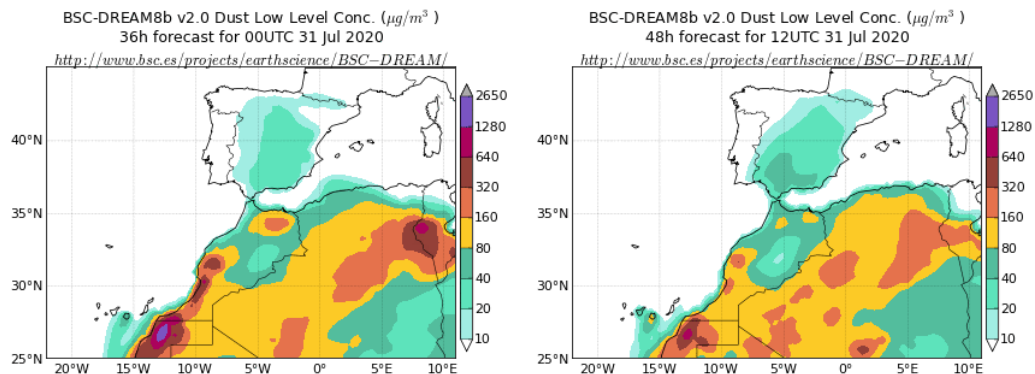 BSC-DREAM8b v2.0 Dust Low Level Conc. (μg/m³ )
36h forecast for 00UTC 31 Jul 2020
http://www.bsc.es/projects/earthscience/BSC−DREAM/
40°N
35°N
30°N
25°N
20°W
15°W
10°W
5°W
0°
5°E
10°E
2650
1280
640
320
160
80
40
20
10
BSC-DREAM8b v2.0 Dust Low Level Conc. (μg/m³ )
48h forecast for 12UTC 31 Jul 2020
http://www.bsc.es/projects/earthscience/BSC−DREAM/
40°N
35°N
30°N
25°N
20°W
15°W
10°W
5°W
0°
5°E
10°E
2650
1280
640
320
160
80
40
20
10